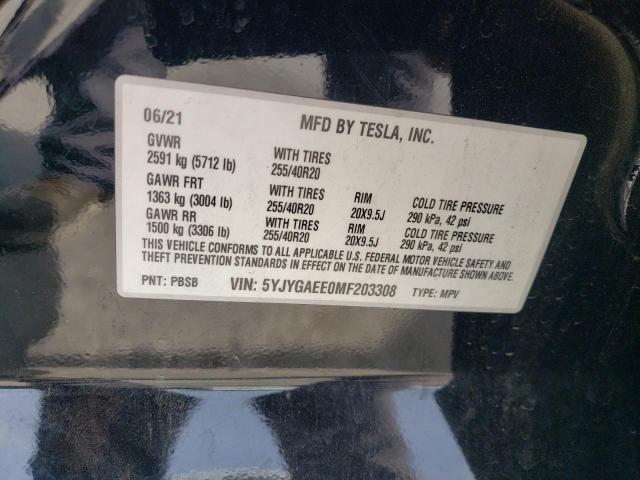 06/21 MFD BY TESLA, INC.
GVWR
2591 kg (5712 lb) WITH TIRES 255/40R20
GAWR FRT
1363 kg (3004 lb) WITH TIRES 255/40R20 RIM 20X9.5J COLD TIRE PRESSURE 290 kPa, 42 psi
GAWR RR
1500 kg (3306 lb) WITH TIRES 255/40R20 RIM 20X9.5J COLD TIRE PRESSURE 290 kPa, 42 psi
THIS VEHICLE CONFORMS TO ALL APPLICABLE U.S. FEDERAL MOTOR VEHICLE SAFETY AND
THEFT PREVENTION STANDARDS IN EFFECT ON THE DATE OF MANUFACTURE SHOWN ABOVE.
PNT: PBSB VIN: 5YJYGAEE0MF203308 TYPE: MPV